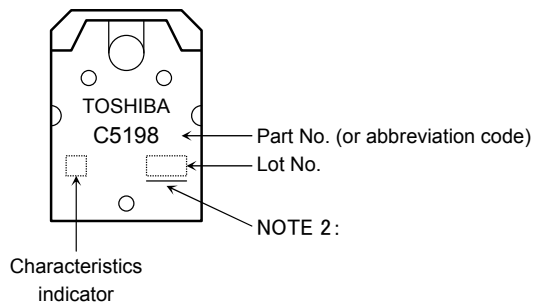 TOSHIBA
C5198
Part No. (or abbreviation code)
Lot No.
NOTE 2:
Characteristics
indicator